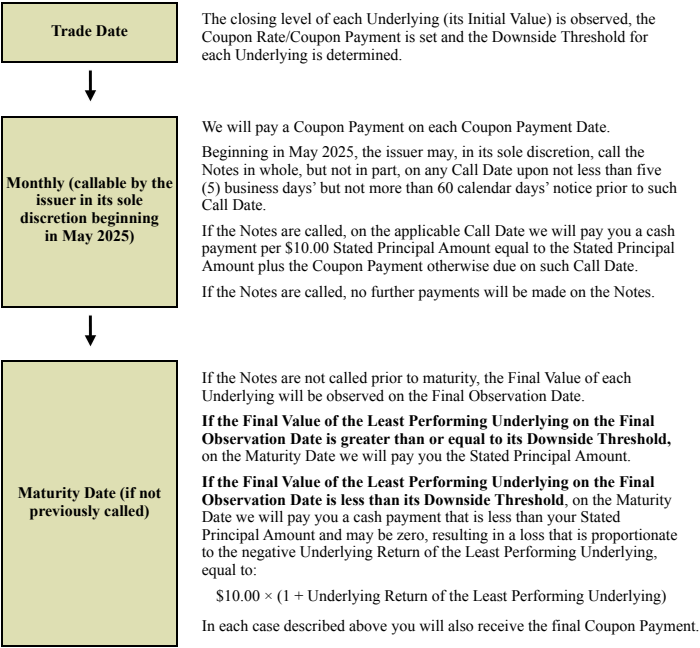 Trade Date
The closing level of each Underlying (its Initial Value) is observed, the
Coupon Rate/Coupon Payment is set and the Downside Threshold for
each Underlying is determined.
Monthly (callable by the
issuer in its sole
discretion beginning
in May 2025)
We will pay a Coupon Payment on each Coupon Payment Date.
Beginning in May 2025, the issuer may, in its sole discretion, call the
Notes in whole, but not in part, on any Call Date upon not less than five
(5) business days’ but not more than 60 calendar days’ notice prior to such
Call Date.
If the Notes are called, on the applicable Call Date we will pay you a cash
payment per $10.00 Stated Principal Amount equal to the Stated Principal
Amount plus the Coupon Payment otherwise due on such Call Date.
If the Notes are called, no further payments will be made on the Notes.
Maturity Date (if not
previously called)
If the Notes are not called prior to maturity, the Final Value of each
Underlying will be observed on the Final Observation Date.
If the Final Value of the Least Performing Underlying on the Final
Observation Date is greater than or equal to its Downside Threshold,
on the Maturity Date we will pay you the Stated Principal Amount.
If the Final Value of the Least Performing Underlying on the Final
Observation Date is less than its Downside Threshold, on the Maturity
Date we will pay you a cash payment that is less than your Stated
Principal Amount and may be zero, resulting in a loss that is proportionate
to the negative Underlying Return of the Least Performing Underlying,
equal to:
$10.00 × (1 + Underlying Return of the Least Performing Underlying)
In each case described above you will also receive the final Coupon Payment.